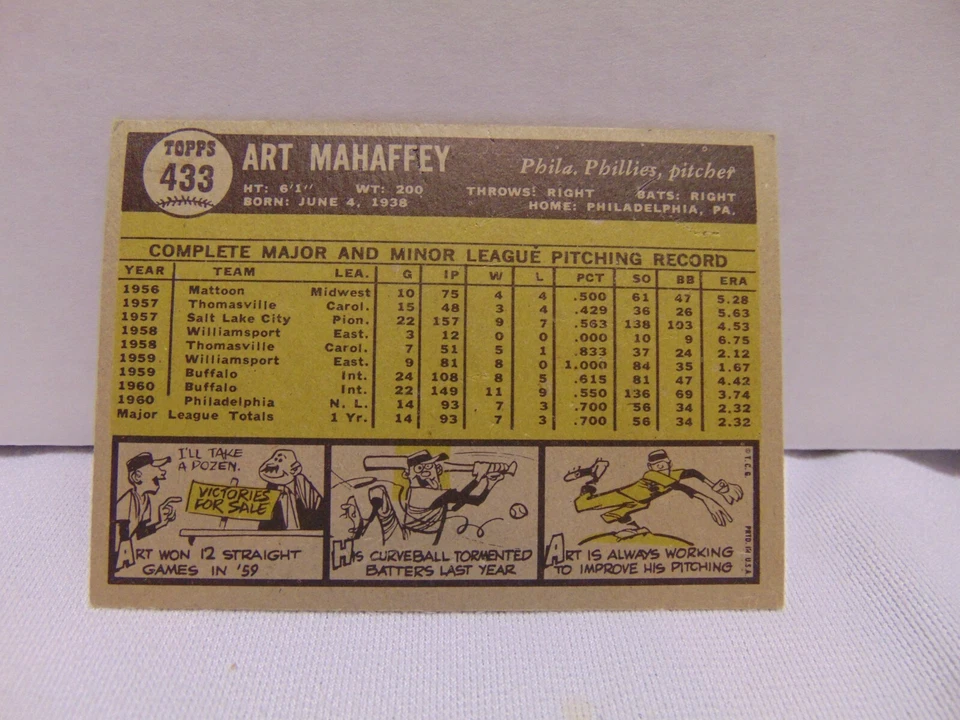 TOPPS
433
ART MAHAFFEY
Phila. Phillies, pitcher
HT: 6'1" WT: 200 THROWS: RIGHT BATS: RIGHT
BORN: JUNE 4, 1938 HOME: PHILADELPHIA, PA.
COMPLETE MAJOR AND MINOR LEAGUE PITCHING RECORD
YEAR TEAM LEA. G IP W L PCT SO BB ERA
1956 Mattoon Midwest 10 75 4 4 .500 61 47 5.28
1957 Thomasville Carol. 15 48 3 4 .429 36 26 5.63
1957 Salt Lake City Pion. 22 157 9 7 .563 138 103 4.53
1958 Williamsport East. 3 12 0 0 .000 10 9 6.75
1958 Thomasville Carol. 7 51 5 1 .833 37 24 2.12
1959 Williamsport East. 9 81 8 0 1.000 84 35 1.67
1959 Buffalo Int. 24 108 8 5 .615 81 47 4.42
1960 Buffalo Int. 22 149 11 9 .550 136 69 3.74
1960 Philadelphia N. L. 14 93 7 3 .700 56 34 2.32
Major League Totals 1 Yr. 14 93 7 3 .700 56 34 2.32
I'LL TAKE
A DOZEN.
VICTORIES
FOR SALE
ART WON 12 STRAIGHT
GAMES IN '59
HIS CURVEBALL TORMENTED
BATTERS LAST YEAR
ART IS ALWAYS WORKING
TO IMPROVE HIS PITCHING
© T. C. G. PRTD. IN U.S.A.